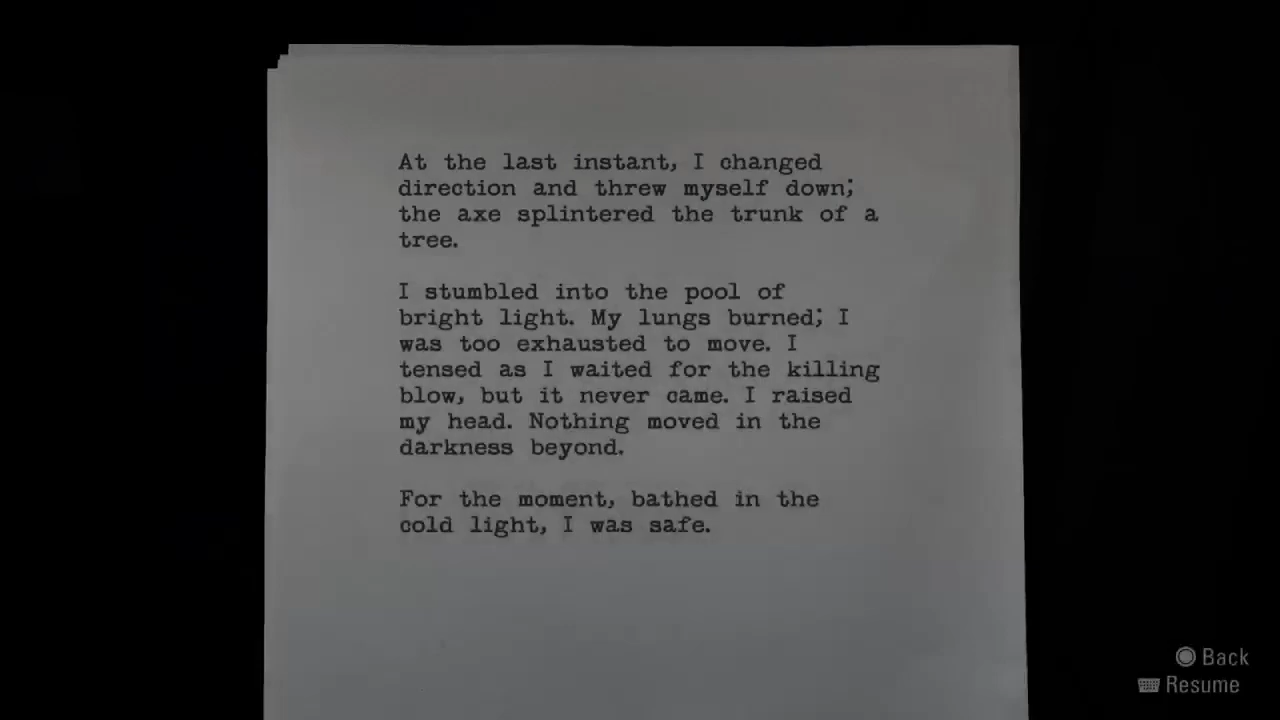 At the last instant, I changed
direction and threw myself down;
the axe splintered the trunk of a
tree.
I stumbled into the pool of
bright light. My lungs burned; I
was too exhausted to move. I
tensed as I waited for the killing
blow, but it never came. I raised
my head. Nothing moved in the
darkness beyond.
For the moment, bathed in the
cold light, I was safe.
Back
Resume